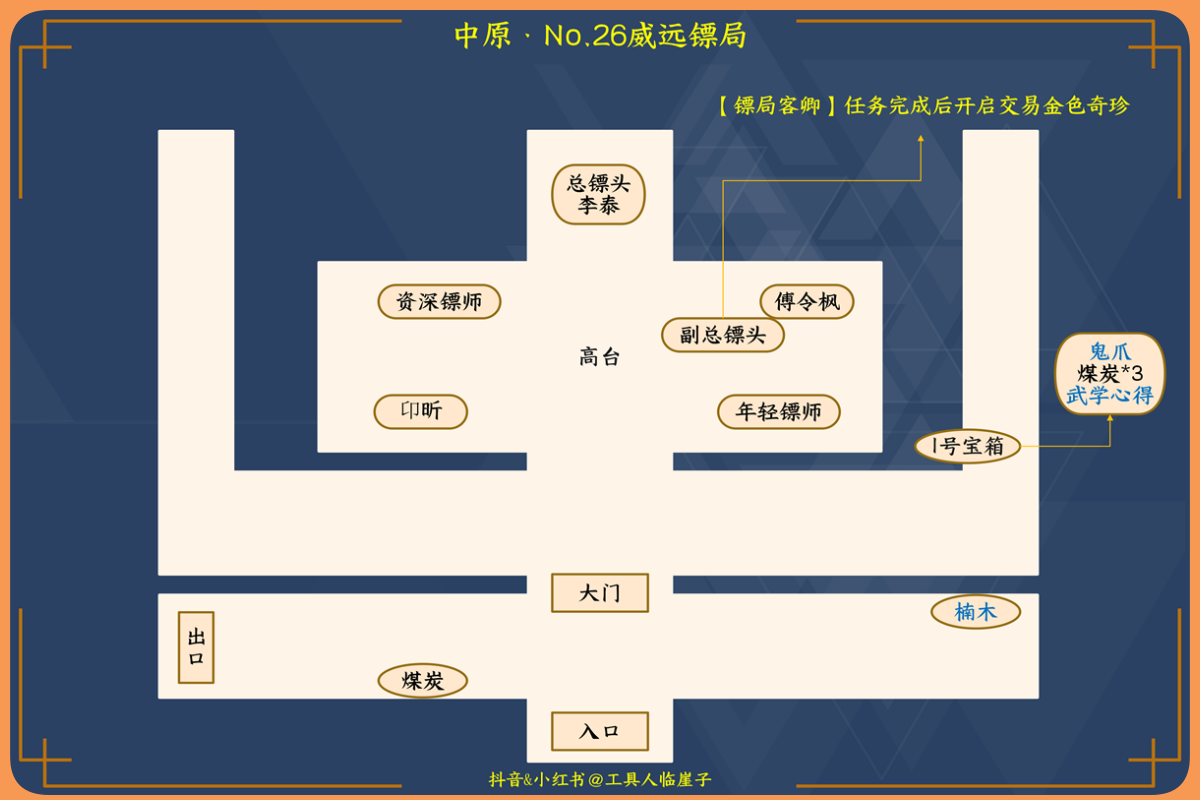 中原·No.26威远镖局
【镖局客卿】任务完成后开启交易金色奇珍
总镖头
李泰
资深镖师
傅令枫
副总镖头
高台
鬼爪
煤炭*3
武学心得
卬昕
年轻镖师
1号宝箱
大门
楠木
出
口
煤炭
入口
抖音&小红书@工具人临崖子